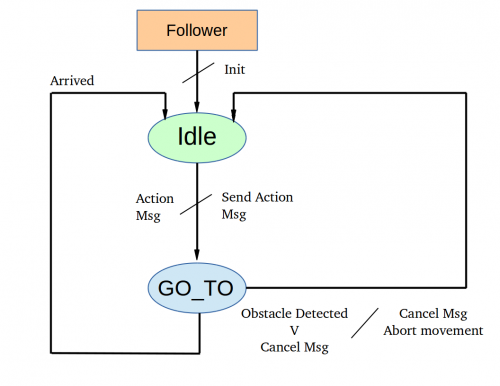 Follower
Init
Arrived
Idle
Action
Msg
Send Action
Msg
GO_TO
Obstacle Detected
V
Cancel Msg
Cancel Msg
Abort movement